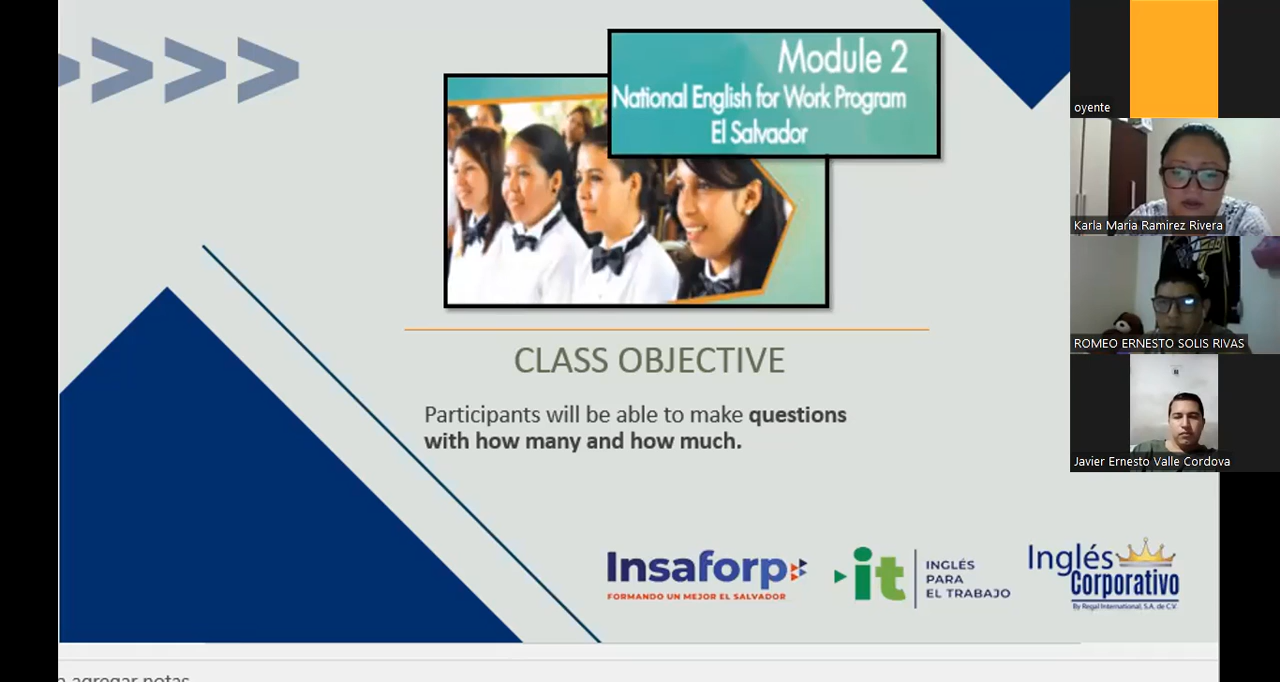 Module 2
National English for Work Program
El Salvador
CLASS OBJECTIVE
Participants will be able to make questions
with how many and how much.
Insaforp
FORMANDO UN MEJOR EL SALVADOR
it
INGLÉS
PARA
EL TRABAJO
Inglés
Corporativo
By Regal International, S.A. de C.V.
agregar notas
oyente
Karla Maria Ramirez Rivera
ROMEO ERNESTO SOLIS RIVAS
Javier Ernesto Valle Cordova